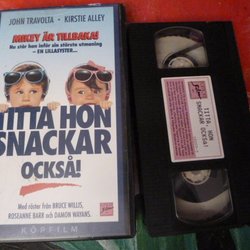 JOHN TRAVOLTA • KIRSTIE ALLEY
MIKEY ÄR TILLBAKA!
Nu står han inför sin största utmaning
– EN LILLASYSTER...
TITTA HON
SNACKAR
OCKSÅ!
Med röster från BRUCE WILLIS,
ROSEANNE BARR och DAMON WAYANS.
KÖPFILM
TITTA, HON
SNACKAR OCKSÅ!